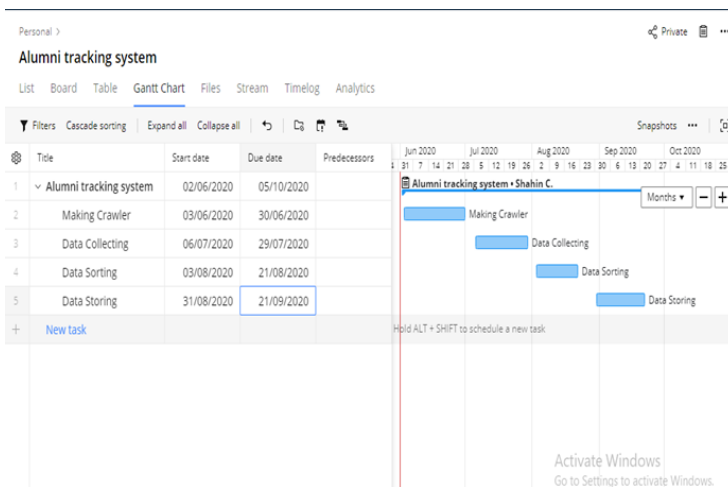 Personal >
Private
Alumni tracking system
List Board Table Gantt Chart Files Stream Timelog Analytics
Filters Cascade sorting Expand all Collapse all Snapshots
Title Start date Due date Predecessors Jun 2020 Jul 2020 Aug 2020 Sep 2020 Oct 2020
31 7 14 21 28 5 12 19 26 2 9 16 23 30 6 13 20 27 4 11 18 25
1 Alumni tracking system 02/06/2020 05/10/2020 Alumni tracking system • Shahin C.
Months
2 Making Crawler 03/06/2020 30/06/2020 Making Crawler
3 Data Collecting 06/07/2020 29/07/2020 Data Collecting
4 Data Sorting 03/08/2020 21/08/2020 Data Sorting
5 Data Storing 31/08/2020 21/09/2020 Data Storing
+ New task Hold ALT + SHIFT to schedule a new task
Activate Windows
Go to Settings to activate Windows.